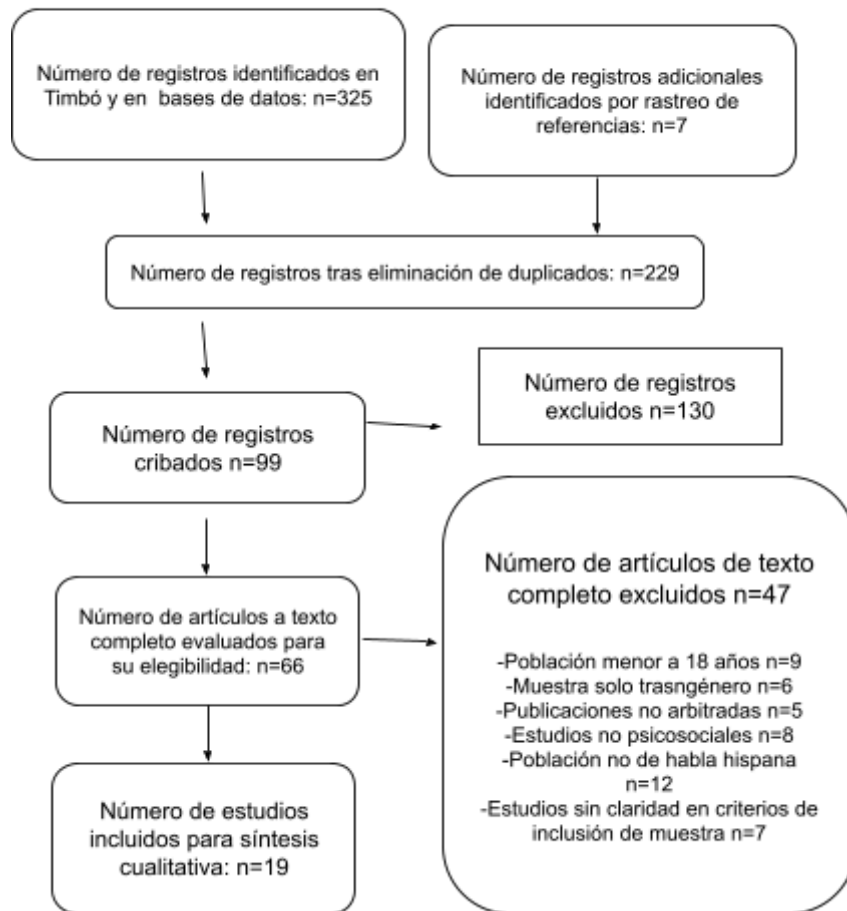 Número de registros identificados en
Timbó y en bases de datos: n=325
Número de registros adicionales
identificados por rastreo de
referencias: n=7
Número de registros tras eliminación de duplicados: n=229
Número de registros
excluidos n=130
Número de registros
cribados n=99
Número de artículos de texto
completo excluidos n=47
-Población menor a 18 años n=9
-Muestra solo trasngénero n=6
-Publicaciones no arbitradas n=5
-Estudios no psicosociales n=8
-Población no de habla hispana
n=12
-Estudios sin claridad en criterios de
inclusión de muestra n=7
Número de artículos a texto
completo evaluados para
su elegibilidad: n=66
Número de estudios
incluidos para síntesis
cualitativa: n=19